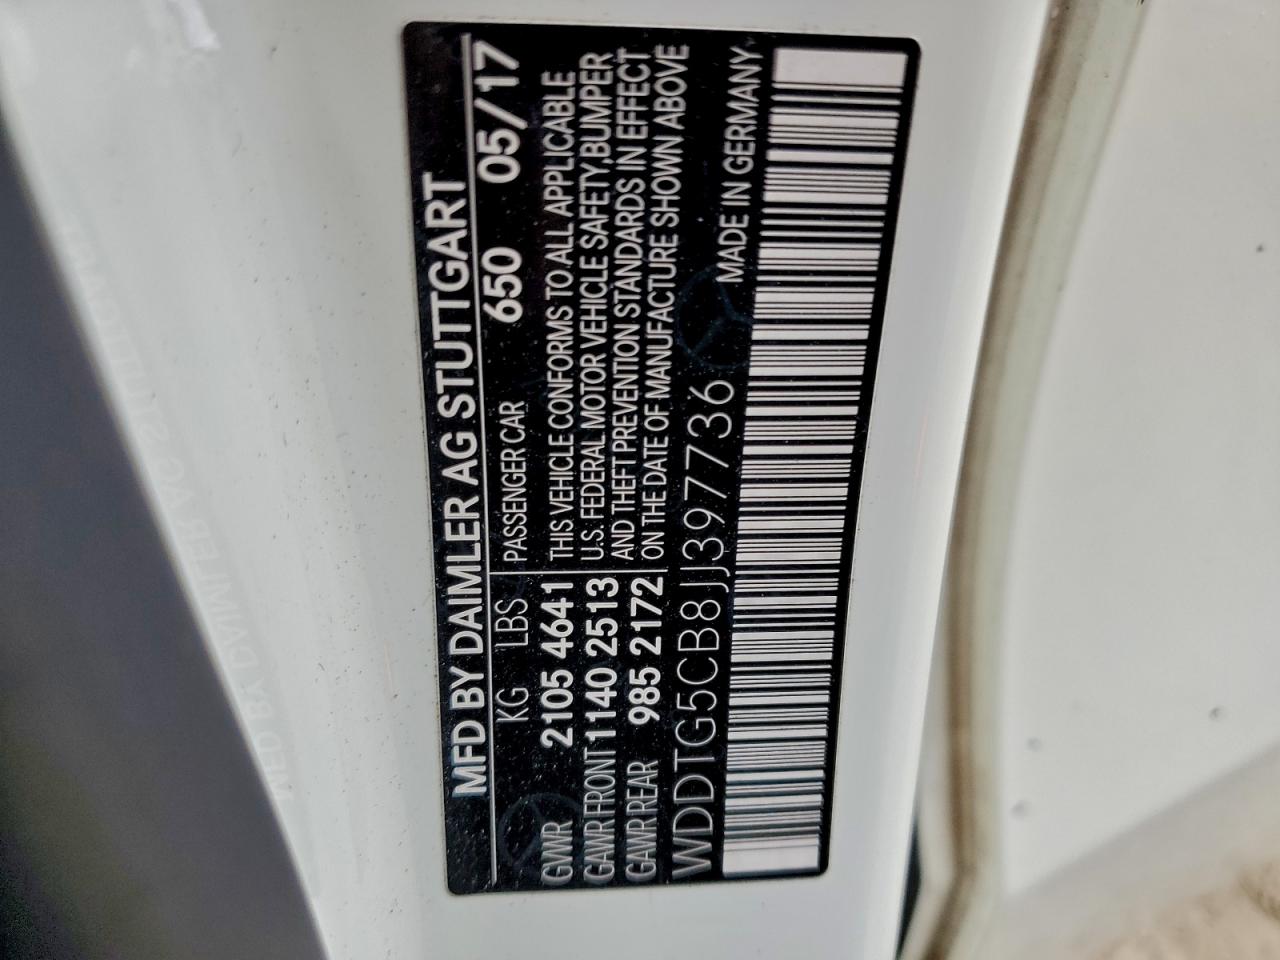 MFD BY DAIMLER AG STUTTGART
KG LBS PASSENGER CAR 650 05/17
GVWR 2105 4641 THIS VEHICLE CONFORMS TO ALL APPLICABLE
GAWR FRONT 1140 2513 U.S. FEDERAL MOTOR VEHICLE SAFETY, BUMPER
GAWR REAR 985 2172 AND THEFT PREVENTION STANDARDS IN EFFECT
ON THE DATE OF MANUFACTURE SHOWN ABOVE
WDDTG5CB8JJ397736 MADE IN GERMANY